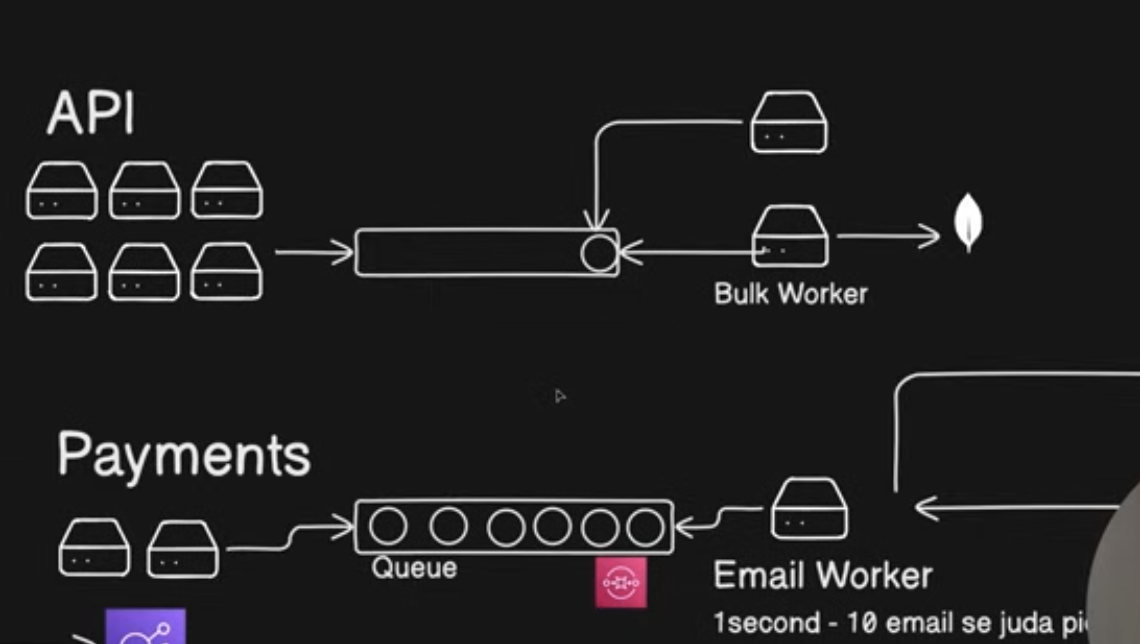 API
Bulk Worker
Payments
Queue
Email Worker
1second - 10 email se juda